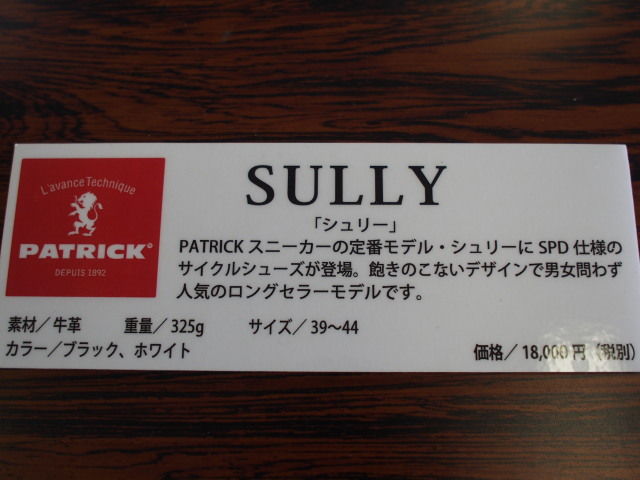 L'avance Technique
PATRICK®
DEPUIS 1892
SULLY
「シュリー」
PATRICK スニーカーの定番モデル・シュリーに SPD 仕様の
サイクルシューズが登場。飽きのこないデザインで男女問わず
人気のロングセラーモデルです。
素材／牛革 重量／325g サイズ／39〜44
カラー／ブラック、ホワイト 価格／18,000円（税別）